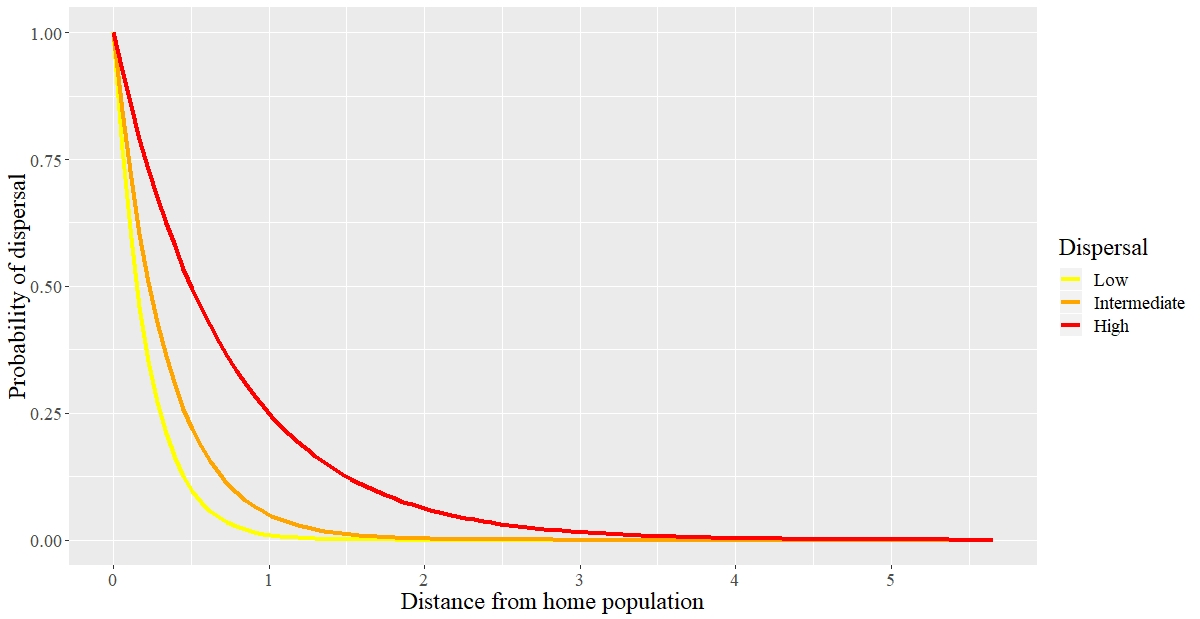 Probability of dispersal
1.00
0.75
0.50
0.25
0.00
0 1 2 3 4 5
Distance from home population
Dispersal
Low
Intermediate
High